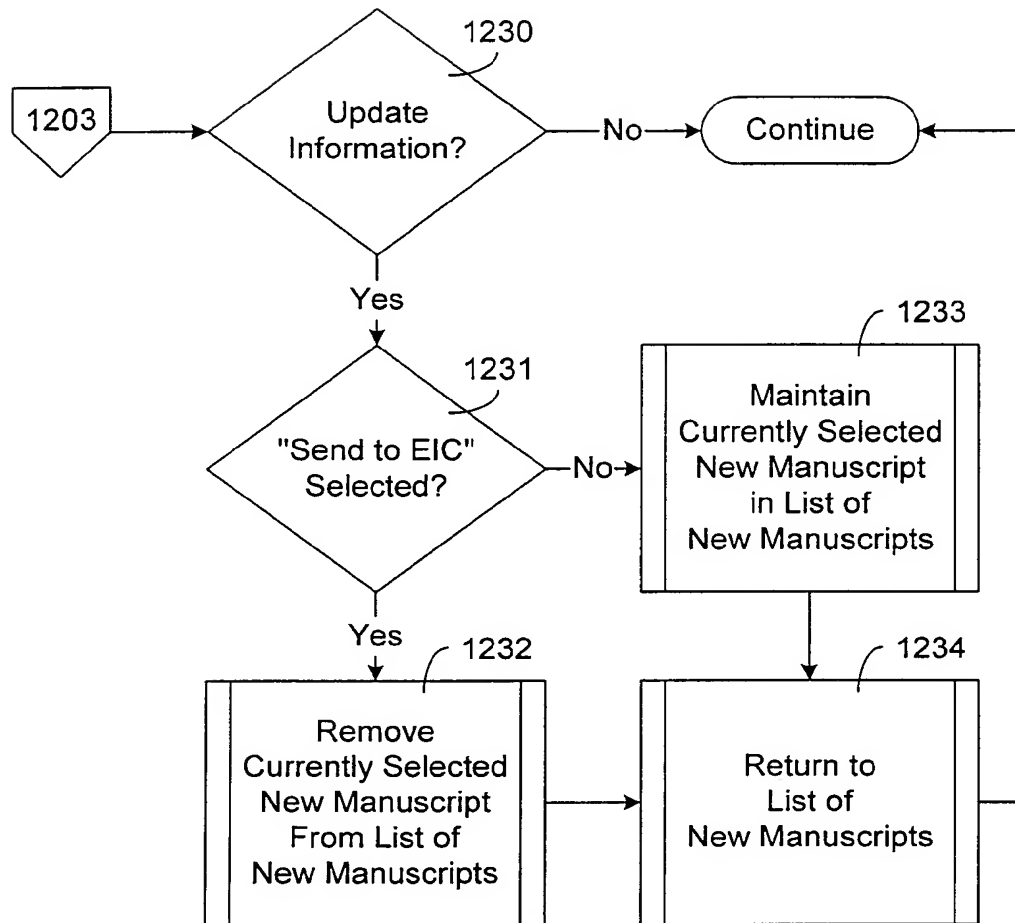 1230
1203
Update
Information?
No
Continue
Yes
1231
"Send to EIC"
Selected?
No
1233
Maintain
Currently Selected
New Manuscript
in List of
New Manuscripts
Yes
1232
Remove
Currently Selected
New Manuscript
From List of
New Manuscripts
1234
Return to
List of
New Manuscripts